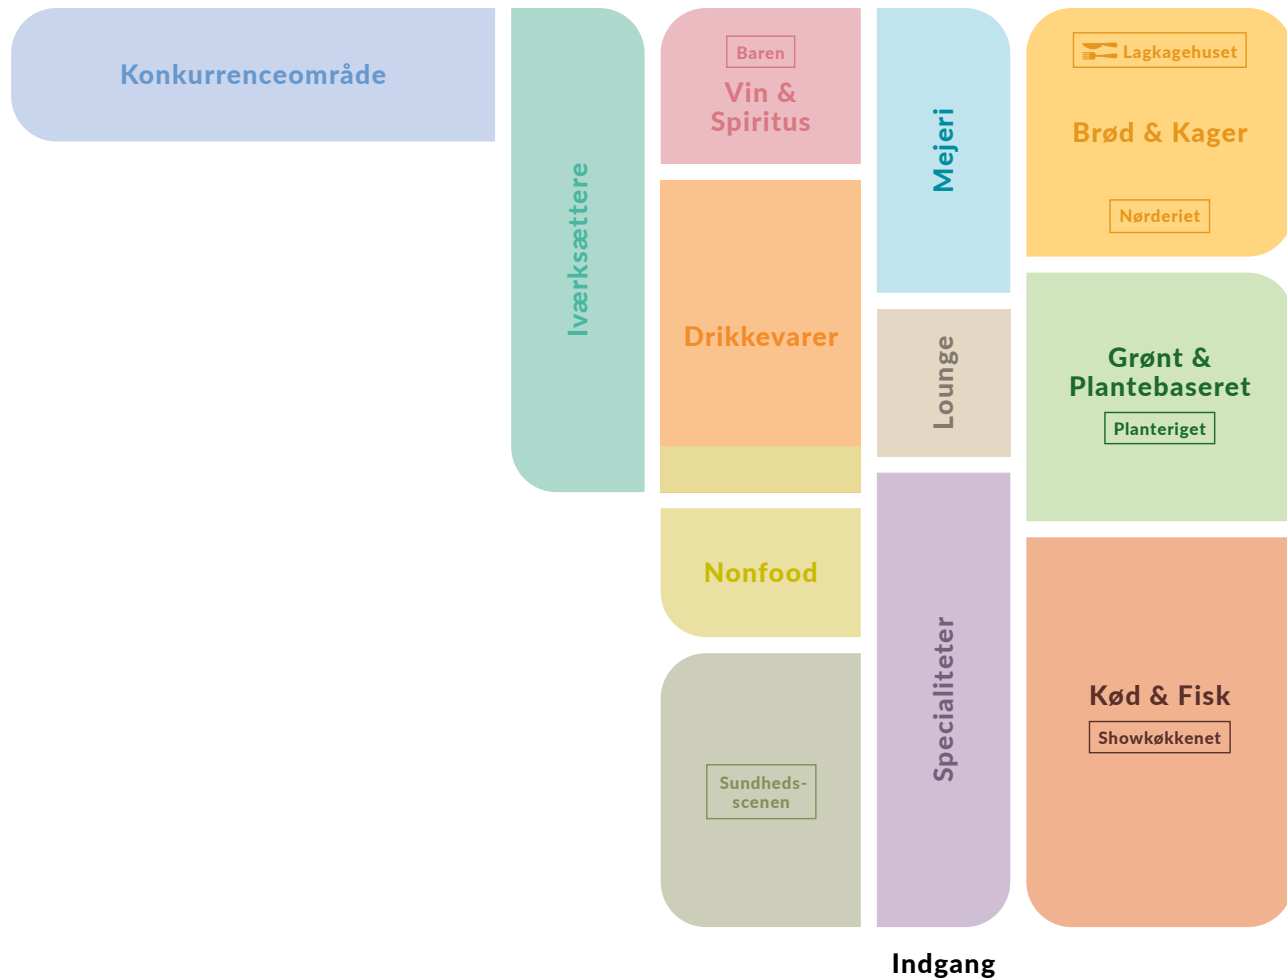 Konkurrenceområde
Iværksættere
Baren
Vin &
Spiritus
Drikkevarer
Nonfood
Sundheds-
scenen
Mejeri
Lounge
Specialiteter
Lagkagehuset
Brød & Kager
Nørderiet
Grønt &
Plantebaseret
Planteriget
Kød & Fisk
Showkøkkenet
Indgang